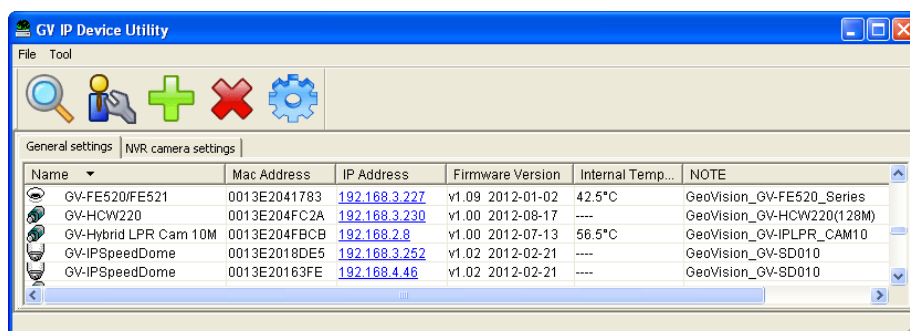 GV IP Device Utility
File Tool
General settings NVR camera settings
Name Mac Address IP Address Firmware Version Internal Temp... NOTE
GV-FE520/FE521 0013E2041783 192.168.3.227 v1.09 2012-01-02 42.5°C GeoVision_GV-FE520_Series
GV-HCW220 0013E204FC2A 192.168.3.230 v1.00 2012-08-17 ---- GeoVision_GV-HCW220(128M)
GV-Hybrid LPR Cam 10M 0013E204FBCB 192.168.2.8 v1.00 2012-07-13 56.5°C GeoVision_GV-IPLPR_CAM10
GV-IPSpeedDome 0013E2018DE5 192.168.3.252 v1.02 2012-02-21 ---- GeoVision_GV-SD010
GV-IPSpeedDome 0013E20163FE 192.168.4.46 v1.02 2012-02-21 ---- GeoVision_GV-SD010